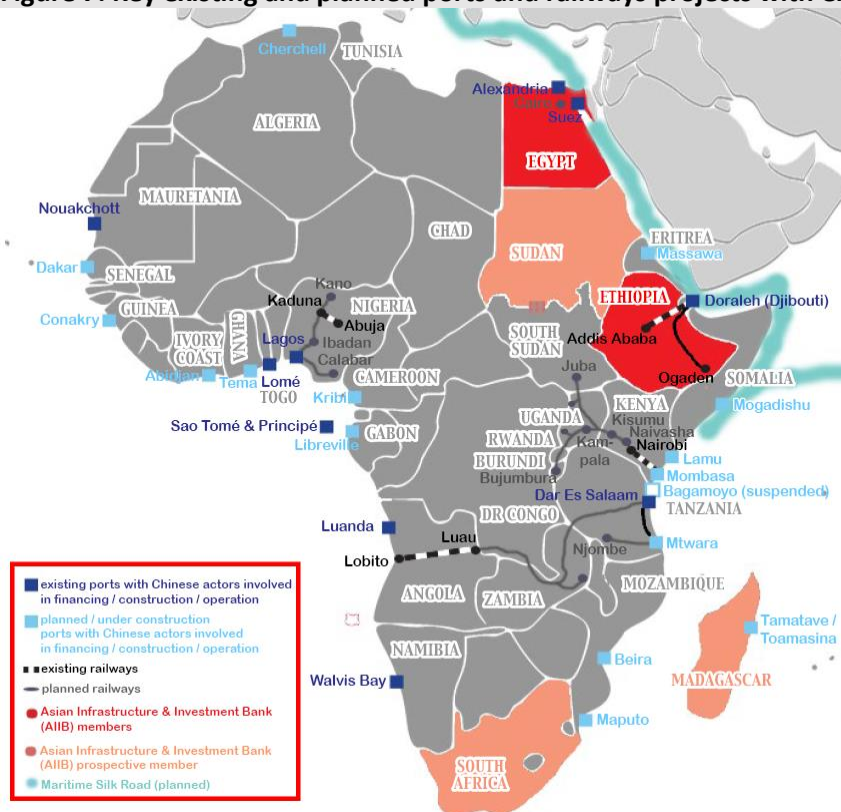 Cherchell
TUNISIA
Alexandria
Cairo
Suez
ALGERIA
EGYPT
MAURETANIA
Nouakchott
CHAD
SUDAN
ERITREA
Massawa
Dakar
SENEGAL
Kano
Kaduna
NIGERIA
ETHIOPIA
Doraleh (Djibouti)
GUINEA
Conakry
GHANA
Abuja
Addis Ababa
IVORY
COAST
Lagos
Ibadan
Calabar
SOUTH
SUDAN
Ogaden
SOMALIA
Abidjan
Tema
Lomé
TOGO
CAMEROON
Juba
Kribi
KENYA
Mogadishu
UGANDA
Kisumu
Sao Tomé & Principé
GABON
Libreville
RWANDA
Naivasha
Kam-
pala
Nairobi
Lamu
BURUNDI
Bujumbura
Mombasa
Bagamoyo (suspended)
Dar Es Salaam
TANZANIA
DR CONGO
Luanda
Luau
Lobito
Njombe
Mtwara
ANGOLA
ZAMBIA
MOZAMBIQUE
Tamatave /
Toamasina
NAMIBIA
Beira
Walvis Bay
MADAGASCAR
Maputo
SOUTH
AFRICA
existing ports with Chinese actors involved
in financing / construction / operation
planned / under construction
ports with Chinese actors involved
in financing / construction / operation
existing railways
planned railways
Asian Infrastructure & Investment Bank
(AIIB) members
Asian Infrastructure & Investment Bank
(AIIB) prospective member
Maritime Silk Road (planned)